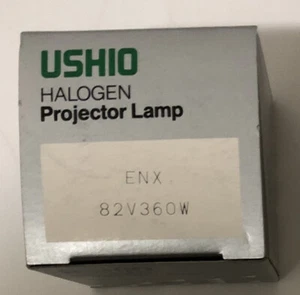 USHIO
HALOGEN
Projector Lamp
ENX
82V360W